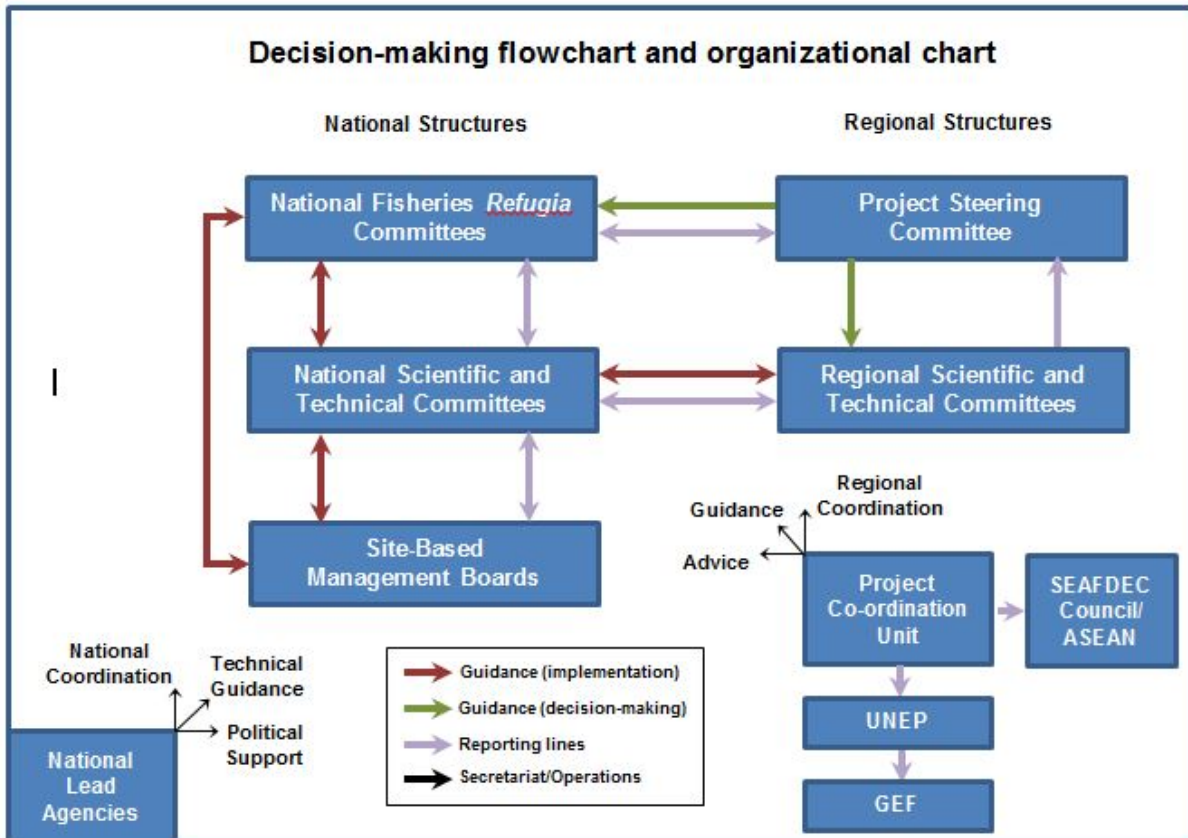 Decision-making flowchart and organizational chart
National Structures
Regional Structures
National Fisheries Refugia
Committees
Project Steering
Committee
National Scientific and
Technical Committees
Regional Scientific and
Technical Committees
Site-Based
Management Boards
Regional
Coordination
Guidance
Advice
Project
Co-ordination
Unit
SEAFDEC
Council/
ASEAN
UNEP
GEF
National
Coordination
Technical
Guidance
Political
Support
National
Lead
Agencies
Guidance (implementation)
Guidance (decision-making)
Reporting lines
Secretariat/Operations